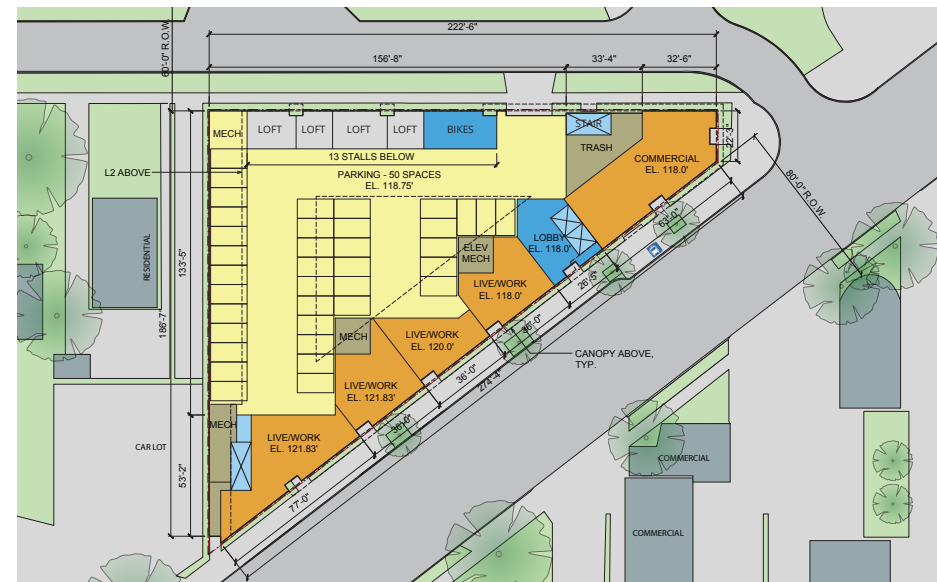 222'-6"
60'-0" R.O.W.
156'-8"
33'-4"
32'-6"
MECH
LOFT
LOFT
LOFT
LOFT
BIKES
STAIR
TRASH
22'-3"
13 STALLS BELOW
COMMERCIAL
EL. 118.0'
L2 ABOVE
PARKING - 50 SPACES
EL. 118.75'
80'-0" R.O.W
63'-0"
RESIDENTIAL
133'-5"
186'-7"
LOBBY
EL. 118.0'
ELEV
MECH
26'-5"
LIVE/WORK
EL. 118.0'
36'-0"
MECH
LIVE/WORK
EL. 120.0'
CANOPY ABOVE,
TYP.
36'-0"
274'-4"
LIVE/WORK
EL. 121.83'
36'-0"
MECH
CAR LOT
LIVE/WORK
EL. 121.83'
53'-2"
77'-0"
COMMERCIAL
COMMERCIAL